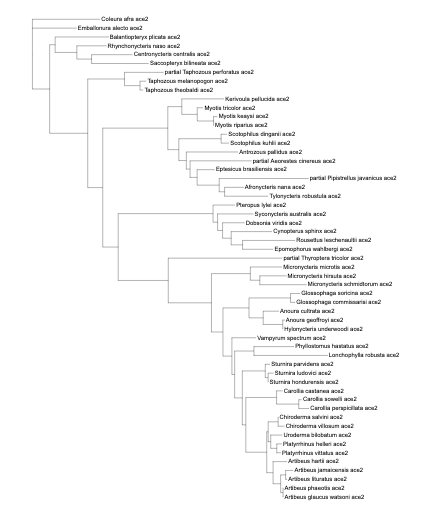 Coleura afra ace2
Emballonura alecto ace2
Balantiopteryx plicata ace2
Rhynchonycteris naso ace2
Centronycteris centralis ace2
Saccopteryx bilineata ace2
partial Taphozous perforatus ace2
Taphozous melanopogon ace2
Taphozous theobaldi ace2
Kerivoula pellucida ace2
Myotis tricolor ace2
Myotis keaysi ace2
Myotis riparius ace2
Scotophilus dinganii ace2
Scotophilus kuhlii ace2
Antrozous pallidus ace2
partial Aeorestes cinereus ace2
Eptesicus brasiliensis ace2
partial Pipistrellus javanicus ace2
Afronycteris nana ace2
Tylonycteris robustula ace2
Pteropus lylei ace2
Syconycteris australis ace2
Dobsonia viridis ace2
Cynopterus sphinx ace2
Rousettus leschenaultii ace2
Epomophorus wahlbergi ace2
partial Thyroptera tricolor ace2
Micronycteris microtis ace2
Micronycteris hirsuta ace2
Micronycteris schmidtorum ace2
Glossophaga soricina ace2
Glossophaga commissarisi ace2
Anoura cultrata ace2
Anoura geoffroyi ace2
Hylonycteris underwoodi ace2
Vampyrum spectrum ace2
Phyllostomus hastatus ace2
Lonchophylla robusta ace2
Sturnira parvidens ace2
Sturnira ludovici ace2
Sturnira hondurensis ace2
Carollia castanea ace2
Carollia sowelli ace2
Carollia perspicillata ace2
Chiroderma salvini ace2
Chiroderma villosum ace2
Uroderma bilobatum ace2
Platyrrhinus helleri ace2
Platyrrhinus vittatus ace2
Artibeus hartii ace2
Artibeus jamaicensis ace2
Artibeus lituratus ace2
Artibeus phaeotis ace2
Artibeus glaucus watsoni ace2